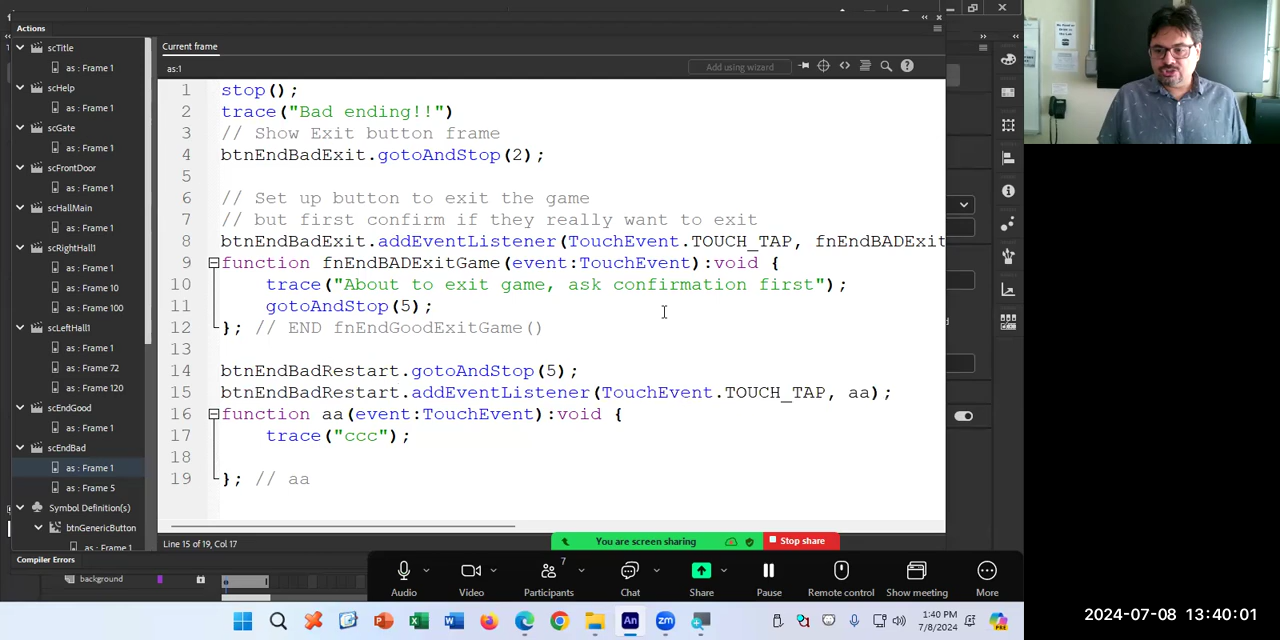 Actions
scTitle
as : Frame 1
scHelp
as : Frame 1
scGate
as : Frame 1
scFrontDoor
as : Frame 1
scHallMain
as : Frame 1
scRightHall1
as : Frame 1
as : Frame 10
as : Frame 100
scLeftHall1
as : Frame 1
as : Frame 72
as : Frame 120
scEndGood
as : Frame 1
scEndBad
as : Frame 1
as : Frame 5
Symbol Definition(s)
btnGenericButton
as : Frame 1
Compiler Errors
background
Current frame
as:1
Add using wizard
1 stop();
2 trace("Bad ending!!")
3 // Show Exit button frame
4 btnEndBadExit.gotoAndStop(2);
5
6 // Set up button to exit the game
7 // but first confirm if they really want to exit
8 btnEndBadExit.addEventListener(TouchEvent.TOUCH_TAP, fnEndBADExit
9 function fnEndBADExitGame(event:TouchEvent):void {
10 trace("About to exit game, ask confirmation first");
11 gotoAndStop(5);
12 }; // END fnEndGoodExitGame()
13
14 btnEndBadRestart.gotoAndStop(5);
15 btnEndBadRestart.addEventListener(TouchEvent.TOUCH_TAP, aa);
16 function aa(event:TouchEvent):void {
17 trace("ccc");
18
19 }; // aa
Line 15 of 19, Col 17
You are screen sharing
Stop share
Audio
Video
7
Participants
Chat
Share
Pause
Remote control
Show meeting
More
An
zm
1:40 PM
7/8/2024
PRE
2024-07-08 13:40:01